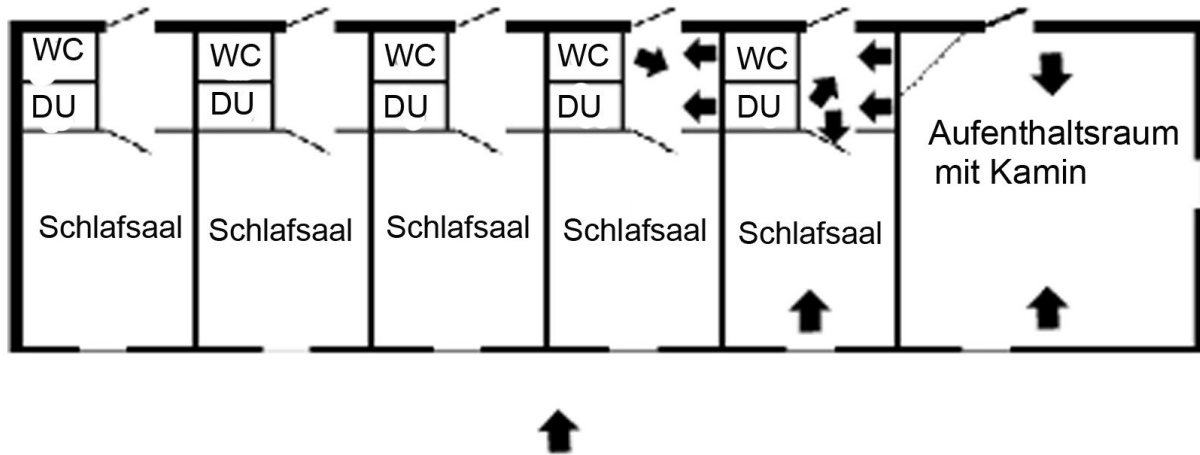 WC WC WC WC WC
DU DU DU DU DU
Aufenthaltsraum
mit Kamin
Schlafsaal Schlafsaal Schlafsaal Schlafsaal Schlafsaal